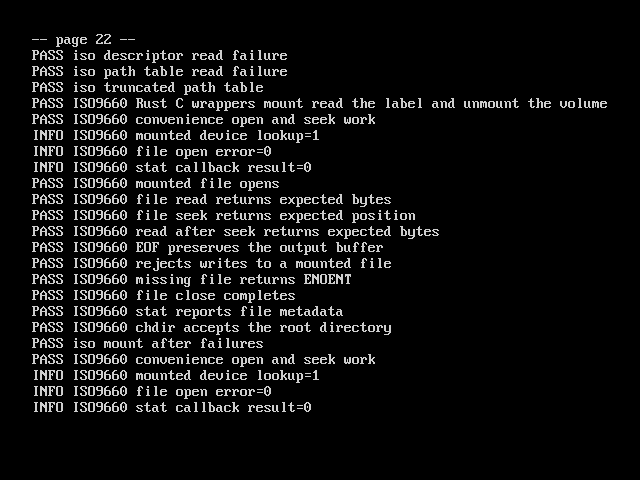 -- page 22 --
PASS iso descriptor read failure
PASS iso path table read failure
PASS iso truncated path table
PASS ISO9660 Rust C wrappers mount read the label and unmount the volume
PASS ISO9660 convenience open and seek work
INFO ISO9660 mounted device lookup=1
INFO ISO9660 file open error=0
INFO ISO9660 stat callback result=0
PASS ISO9660 mounted file opens
PASS ISO9660 file read returns expected bytes
PASS ISO9660 file seek returns expected position
PASS ISO9660 read after seek returns expected bytes
PASS ISO9660 EOF preserves the output buffer
PASS ISO9660 rejects writes to a mounted file
PASS ISO9660 missing file returns ENOENT
PASS ISO9660 file close completes
PASS ISO9660 stat reports file metadata
PASS ISO9660 chdir accepts the root directory
PASS iso mount after failures
PASS ISO9660 convenience open and seek work
INFO ISO9660 mounted device lookup=1
INFO ISO9660 file open error=0
INFO ISO9660 stat callback result=0